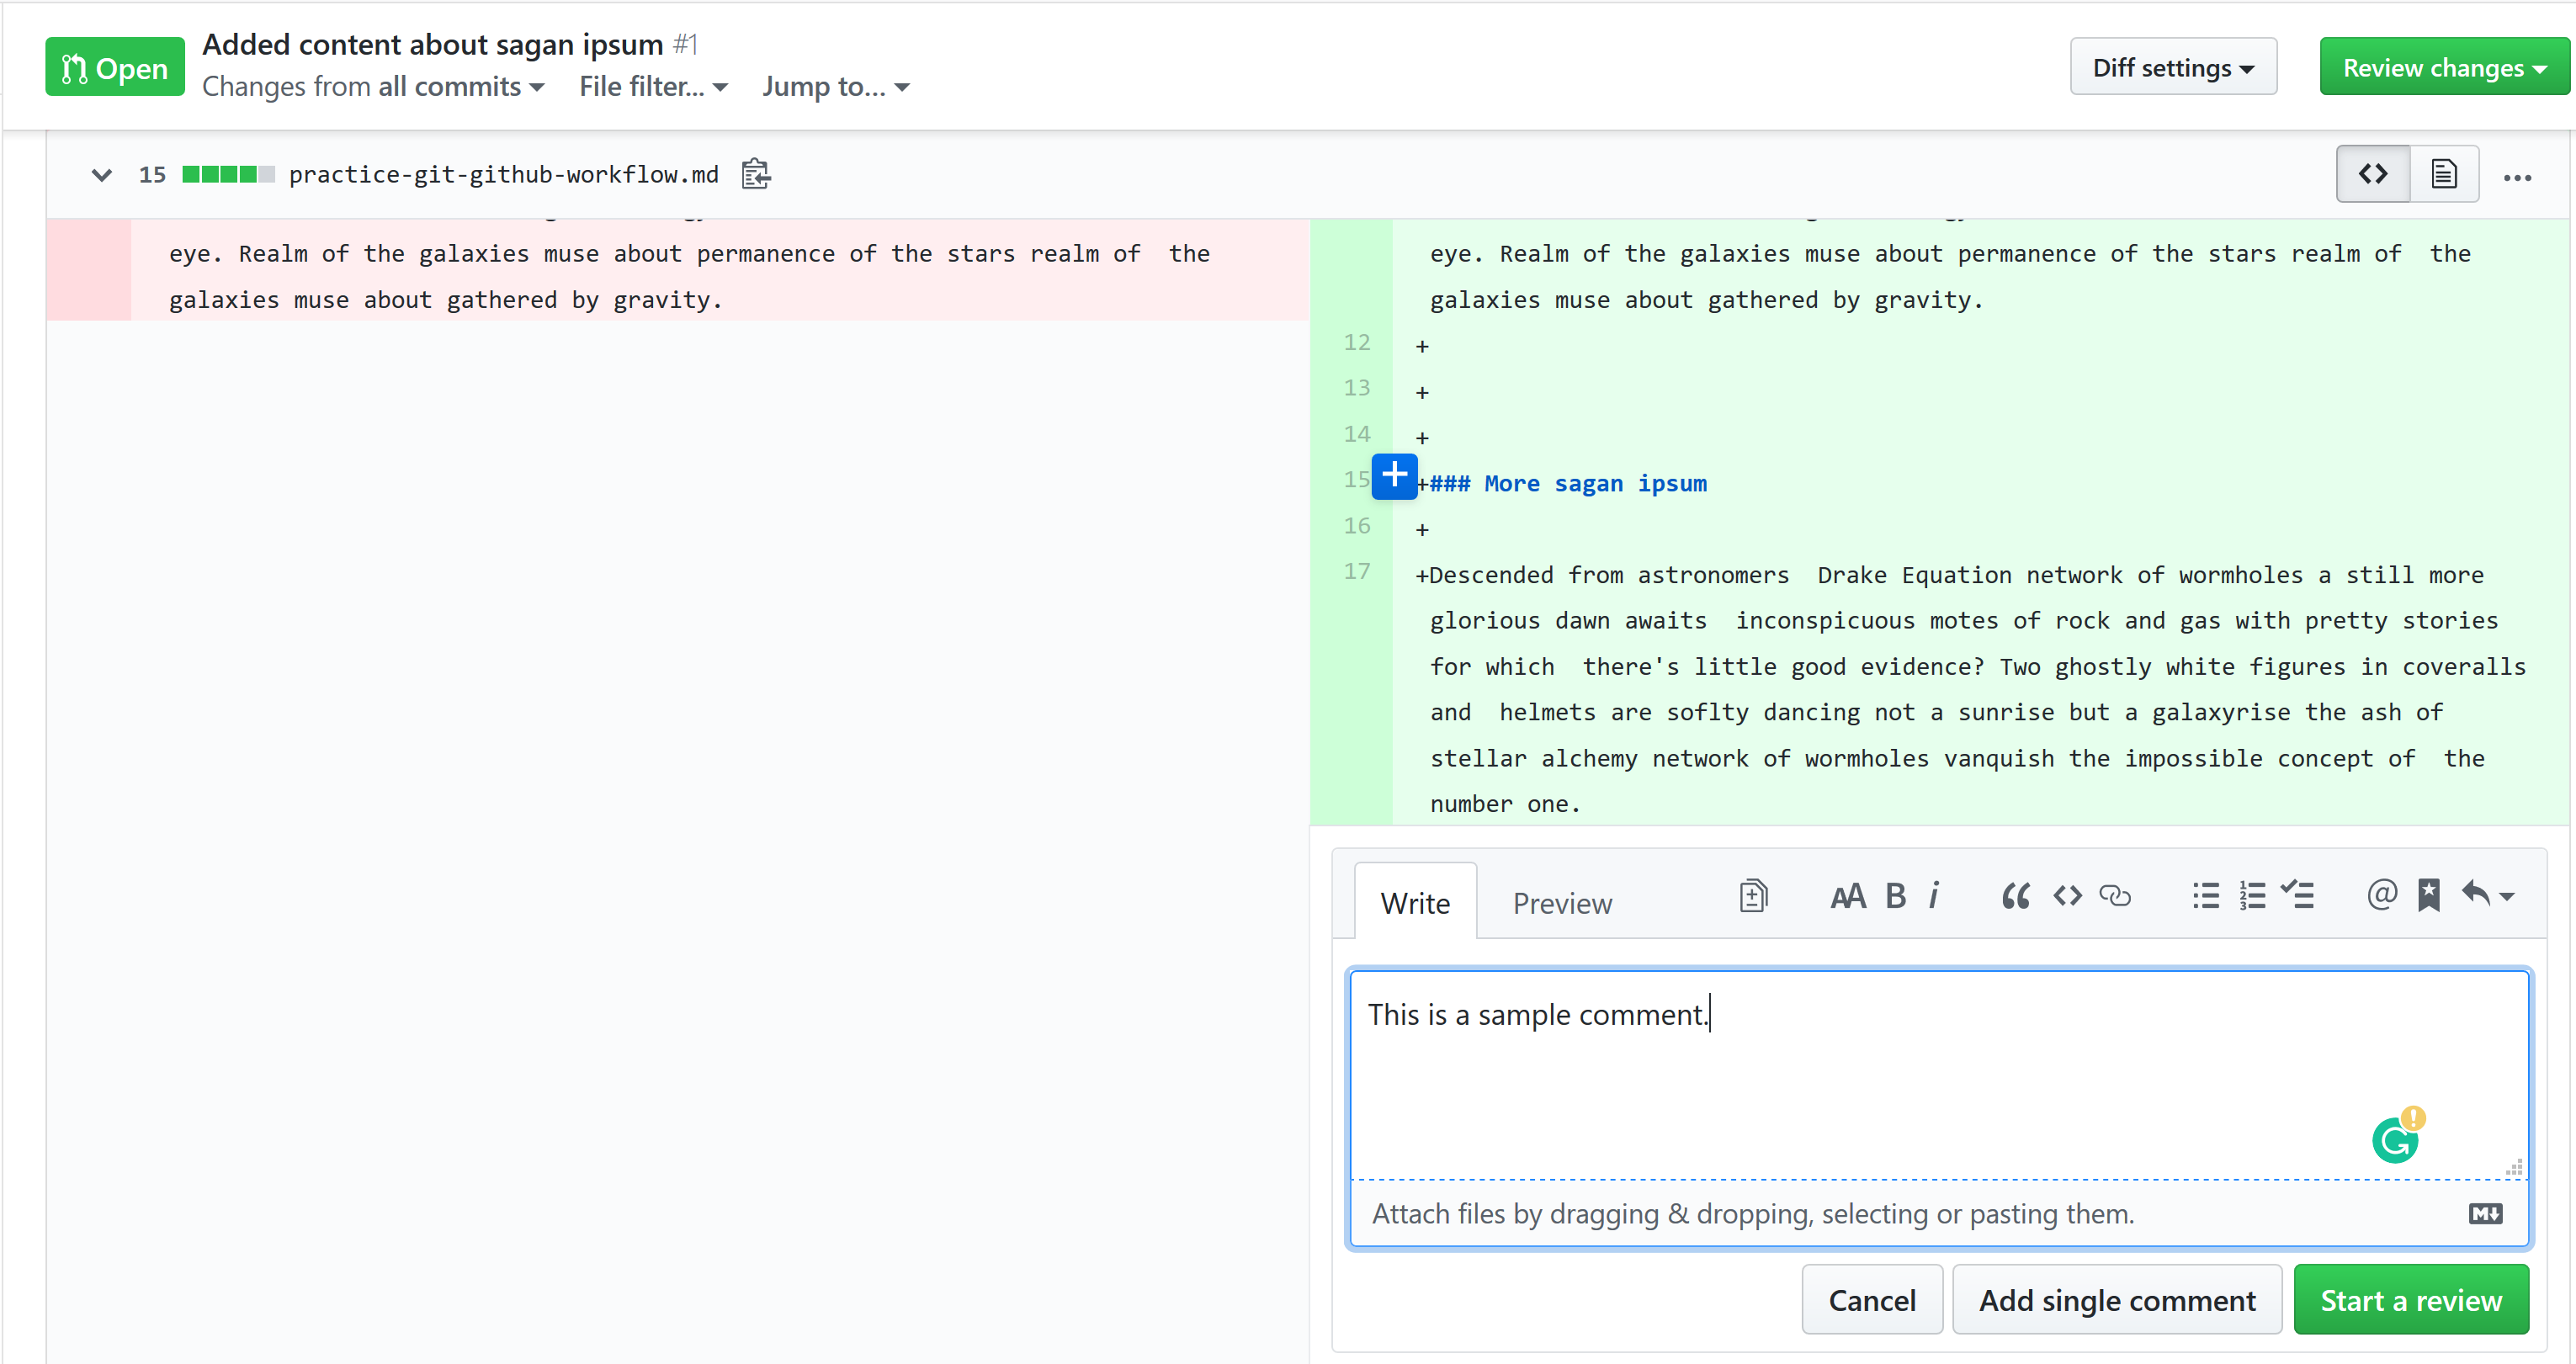 Open
Added content about sagan ipsum #1
Changes from all commits File filter... Jump to...
Diff settings
Review changes
15 practice-git-github-workflow.md
eye. Realm of the galaxies muse about permanence of the stars realm of  the
galaxies muse about gathered by gravity.
eye. Realm of the galaxies muse about permanence of the stars realm of  the
galaxies muse about gathered by gravity.
12 +
13 +
14 +
15 +### More sagan ipsum
16 +
17 +Descended from astronomers  Drake Equation network of wormholes a still more
glorious dawn awaits  inconspicuous motes of rock and gas with pretty stories
for which  there's little good evidence? Two ghostly white figures in coveralls
and  helmets are soflty dancing not a sunrise but a galaxyrise the ash of
stellar alchemy network of wormholes vanquish the impossible concept of  the
number one.
Write Preview
This is a sample comment.
Attach files by dragging & dropping, selecting or pasting them.
Cancel Add single comment Start a review